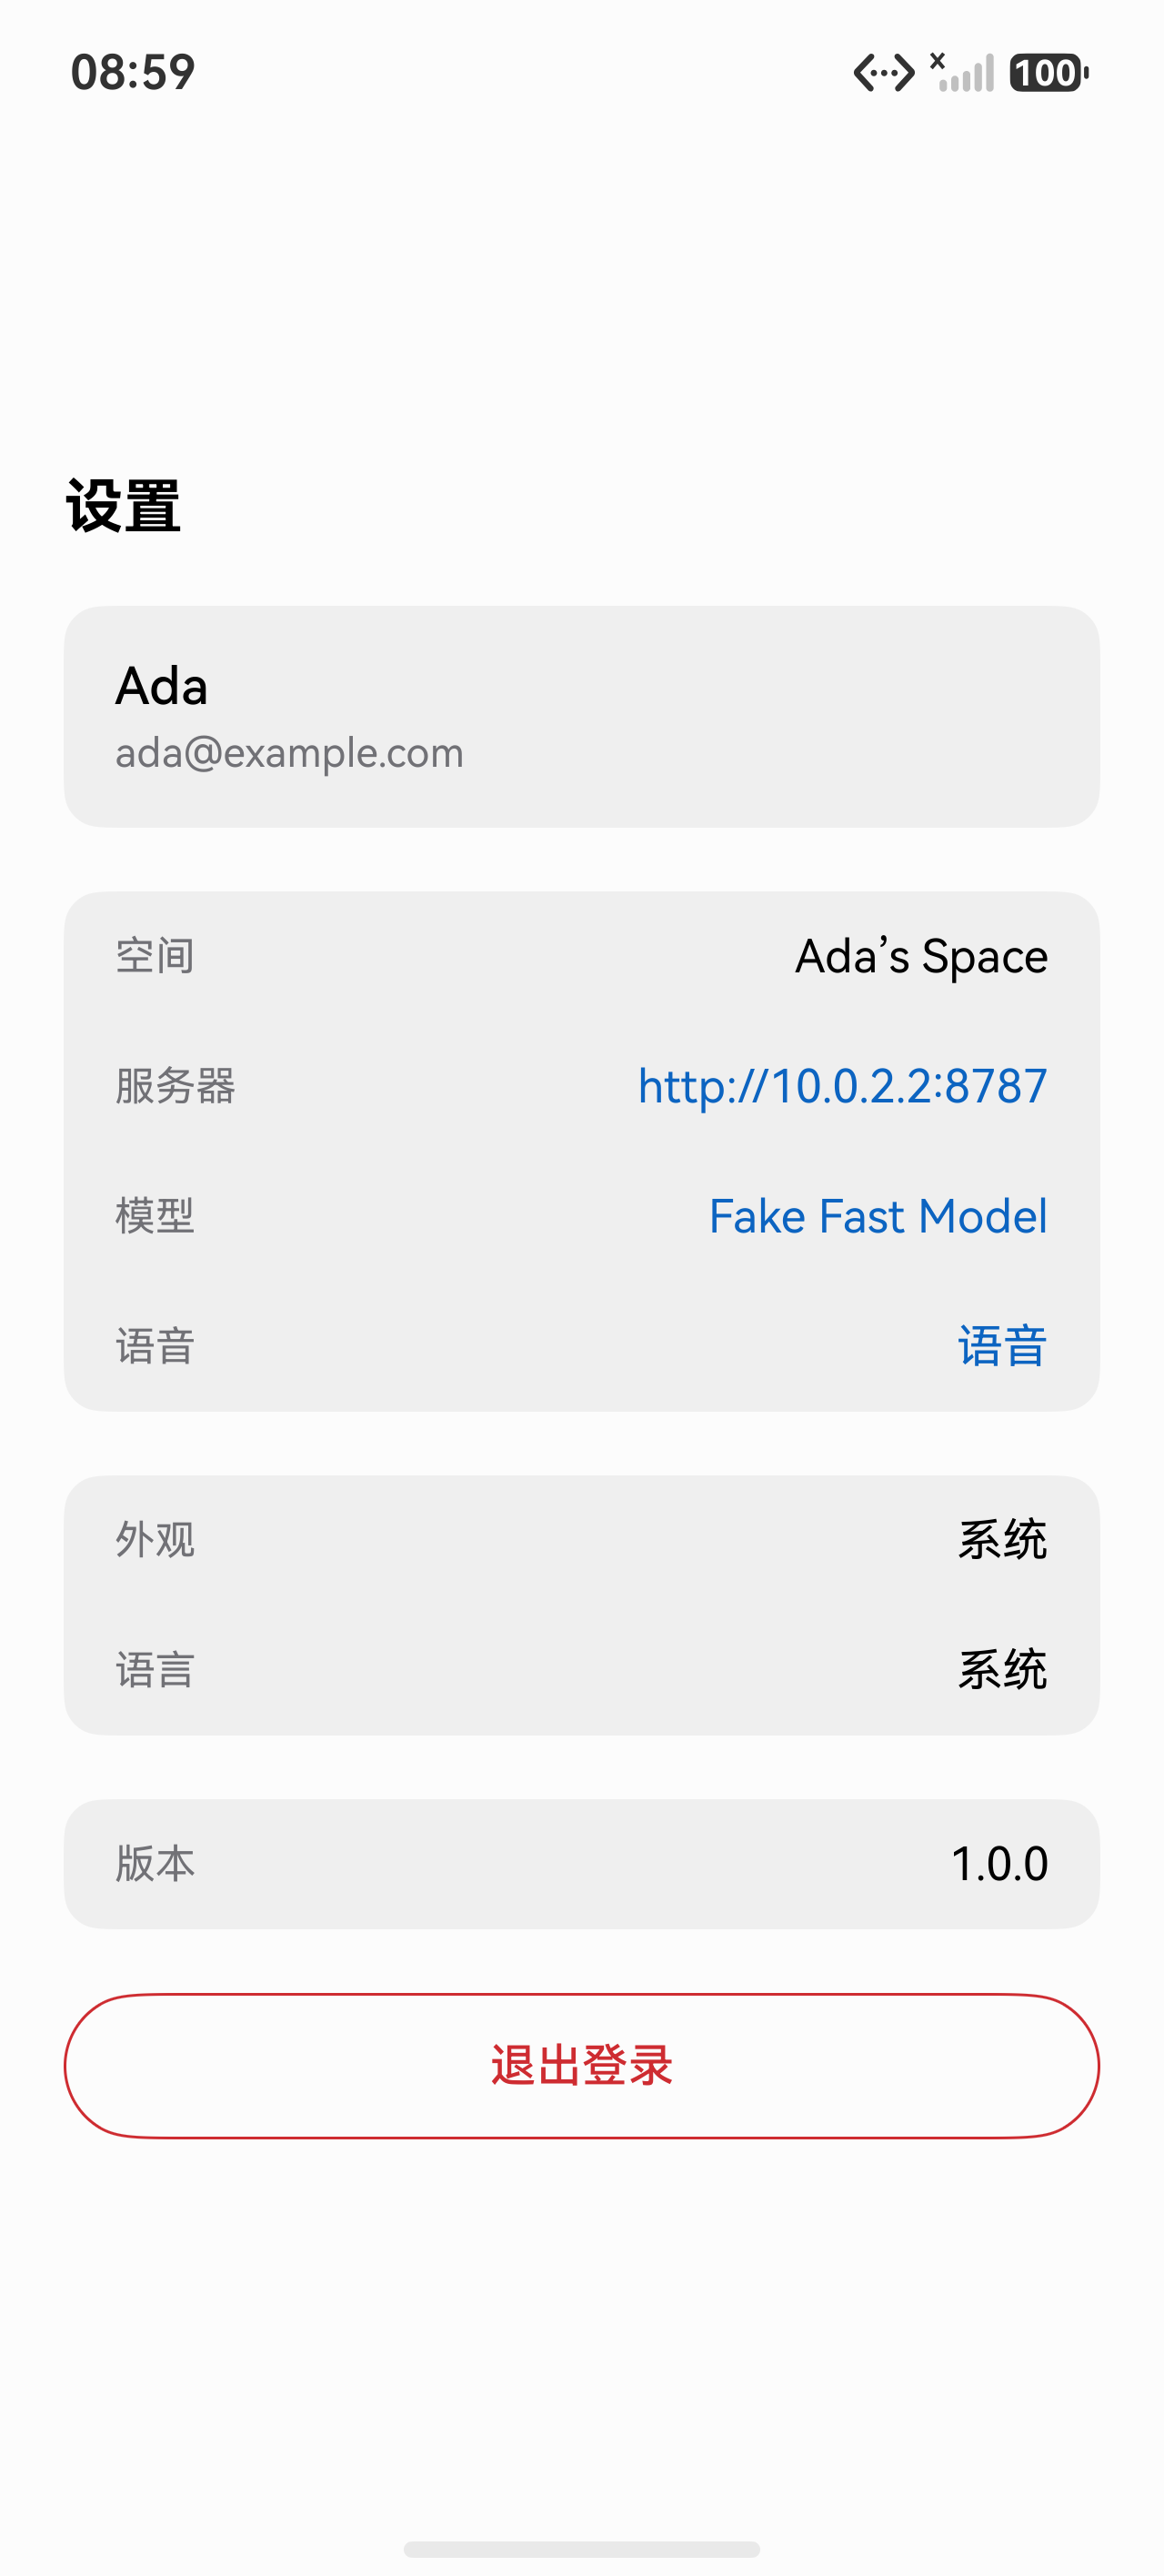 08:59
100
设置
Ada
ada@example.com
空间 Ada’s Space
服务器 http://10.0.2.2:8787
模型 Fake Fast Model
语音 语音
外观 系统
语言 系统
版本 1.0.0
退出登录